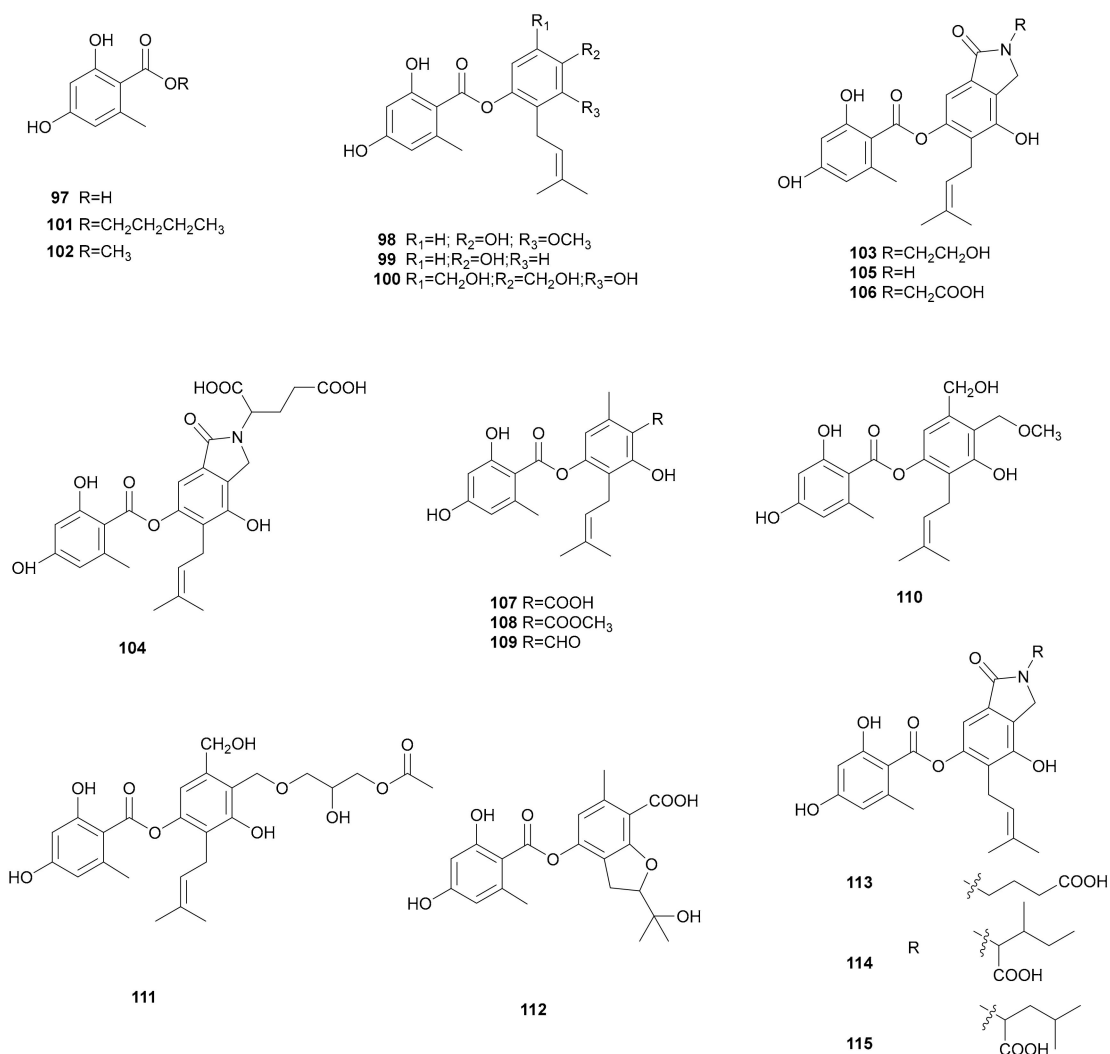 OH
O
OR
HO
97 R=H
101 R=CH₂CH₂CH₂CH₃
102 R=CH₃
R₁
R₂
R₃
OH
O
O
HO
98 R₁=H; R₂=OH; R₃=OCH₃
99 R₁=H;R₂=OH;R₃=H
100 R₁=CH₂OH;R₂=CH₂OH;R₃=OH
R
O
N
OH
O
O
OH
OH
103 R=CH₂CH₂OH
105 R=H
106 R=CH₂COOH
HOOC
COOH
O
N
OH
O
O
OH
OH
104
R
OH
O
O
OH
HO
107 R=COOH
108 R=COOCH₃
109 R=CHO
CH₂OH
OCH₃
OH
O
O
OH
HO
110
CH₂OH
O
O
O
OH
OH
O
O
OH
HO
111
COOH
OH
O
O
O
OH
HO
112
R
O
N
OH
O
O
OH
HO
113
COOH
114 R
COOH
115
COOH